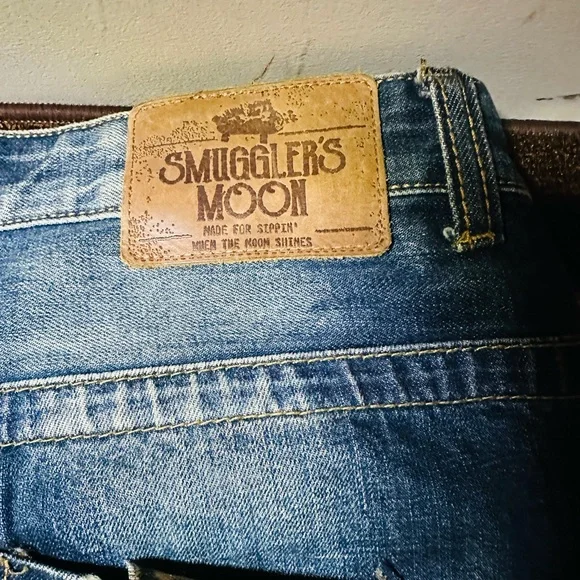 SMUGGLER'S
MOON
MADE FOR SIPPIN'
WHEN THE MOON SHINES